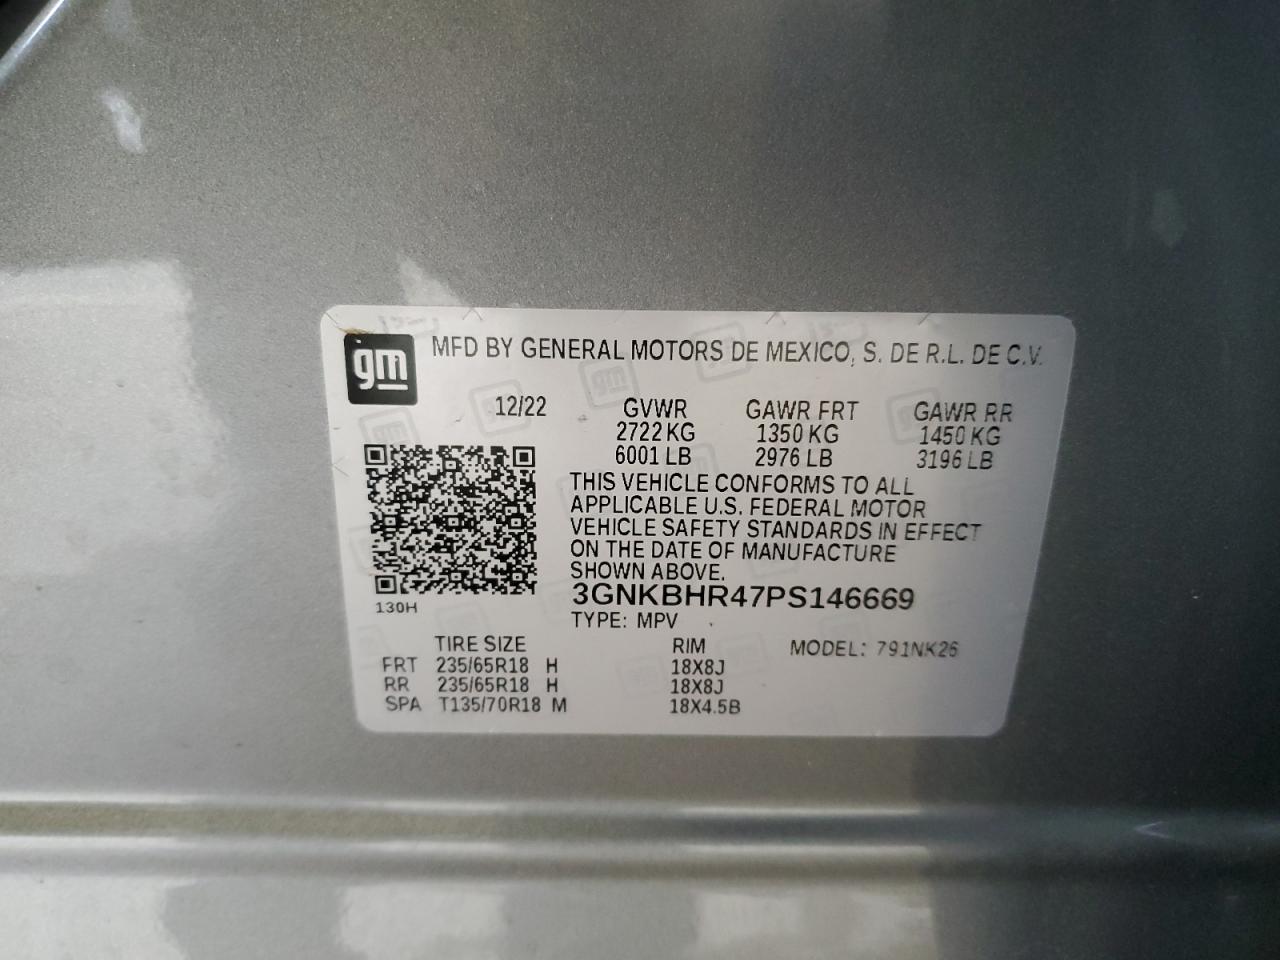 gm
MFD BY GENERAL MOTORS DE MEXICO, S. DE R.L. DE C.V.
12/22 GVWR GAWR FRT GAWR RR
2722 KG 1350 KG 1450 KG
6001 LB 2976 LB 3196 LB
THIS VEHICLE CONFORMS TO ALL
APPLICABLE U.S. FEDERAL MOTOR
VEHICLE SAFETY STANDARDS IN EFFECT
ON THE DATE OF MANUFACTURE
SHOWN ABOVE.
3GNKBHR47PS146669
130H
TYPE: MPV
TIRE SIZE RIM MODEL: 791NK26
FRT 235/65R18 H 18X8J
RR 235/65R18 H 18X8J
SPA T135/70R18 M 18X4.5B